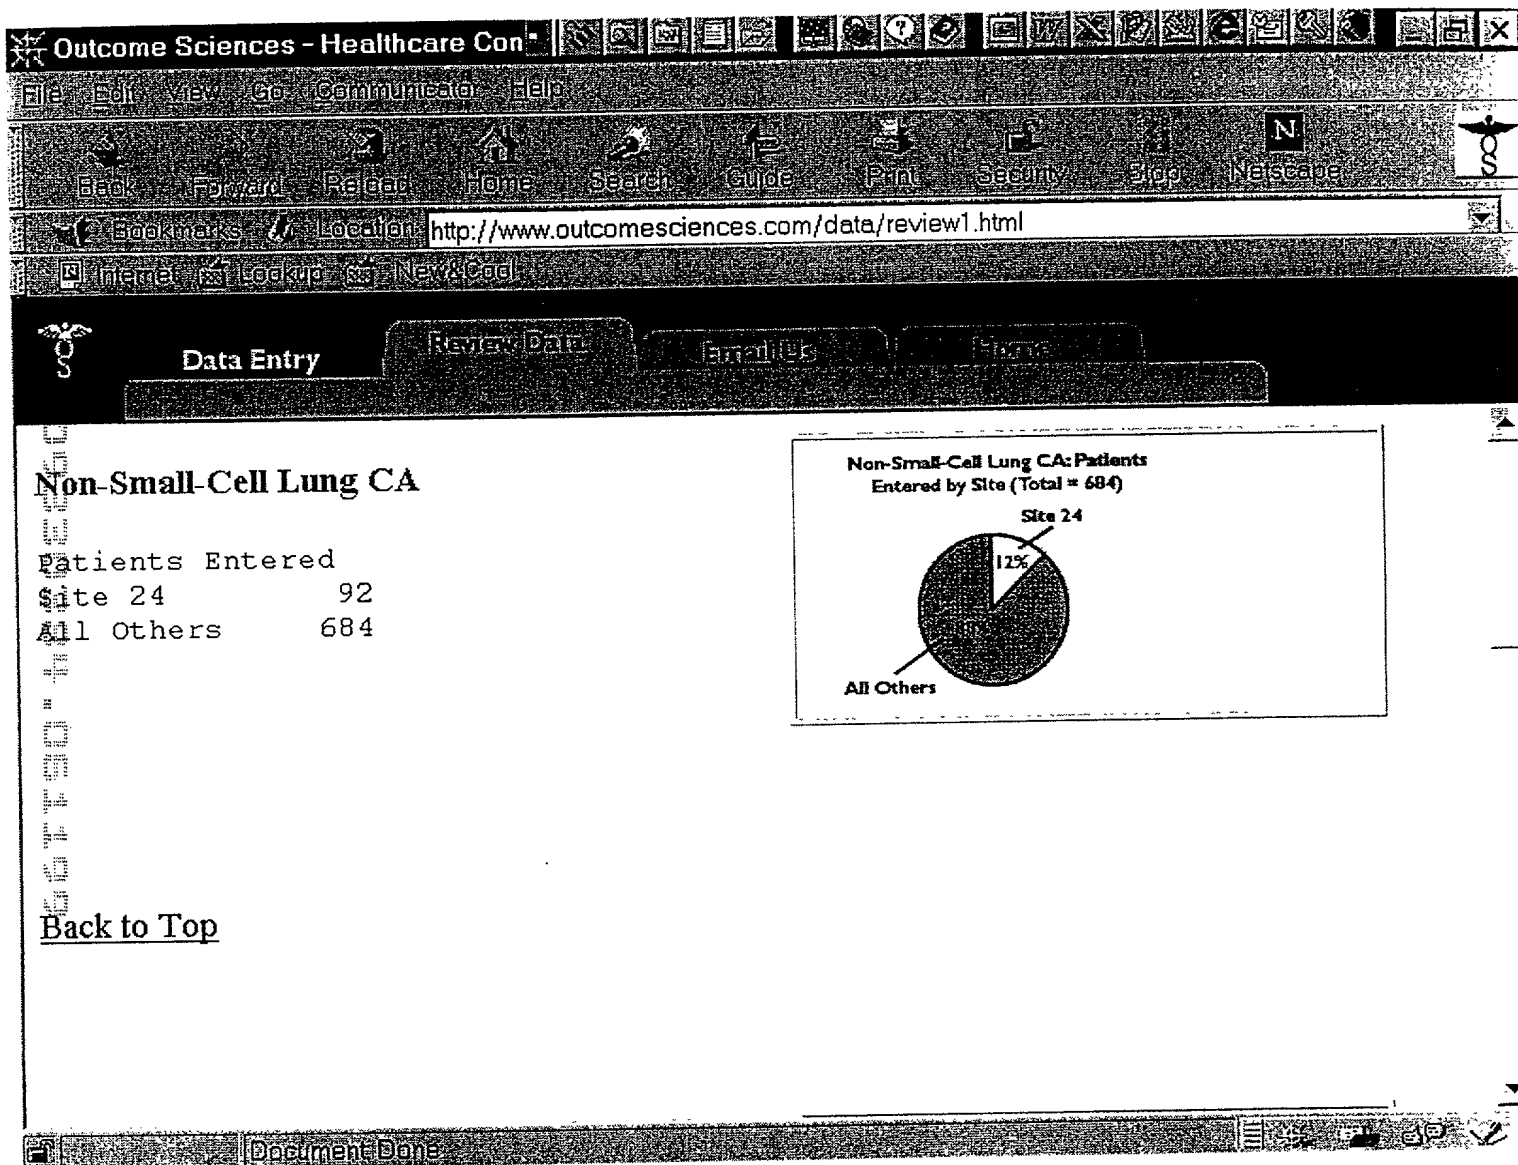 Outcome Sciences - Healthcare Con
File Edit View Go Communicator Help
Back Forward Reload Home Search Guide Print Security Stop Netscape
N
Bookmarks Location http://www.outcomesciences.com/data/review1.html
Internet Lookup New&Cool
Data Entry Review Data Email Us Home
Non-Small-Cell Lung CA
Patients Entered
Site 24 92
All Others 684
Non-Small-Cell Lung CA: Patients
Entered by Site (Total = 684)
Site 24
12%
All Others
Back to Top
Document: Done